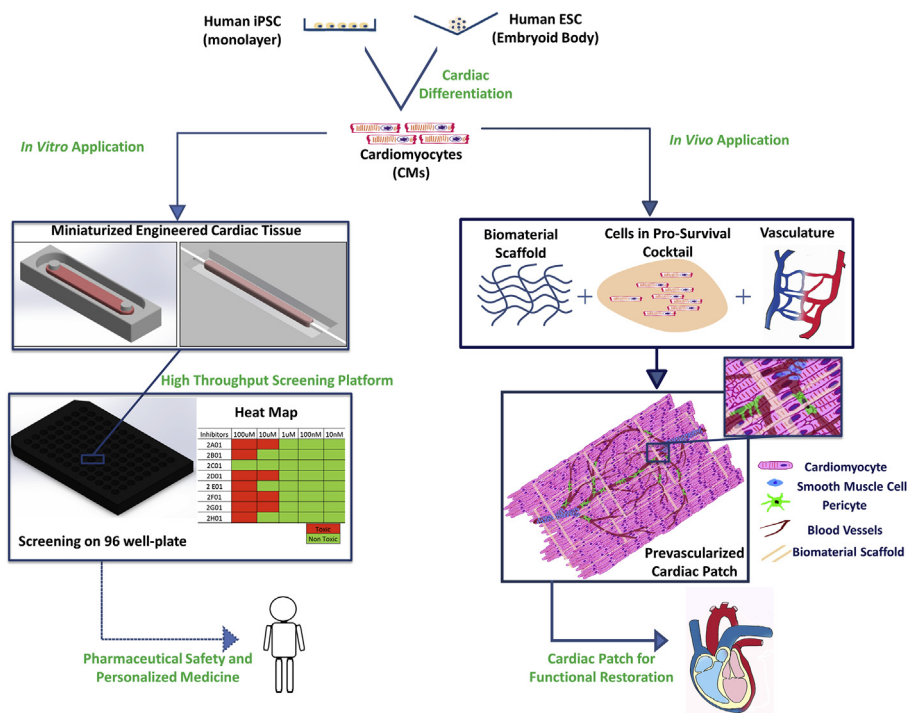 Human iPSC
(monolayer)
Human ESC
(Embryoid Body)
Cardiac
Differentiation
In Vitro Application
Cardiomyocytes
(CMs)
In Vivo Application
Miniaturized Engineered Cardiac Tissue
Biomaterial
Scaffold
Cells in Pro-Survival
Cocktail
Vasculature
+
+
High Throughput Screening Platform
Heat Map
Inhibitors 100uM 10uM 1uM 100nM 10nM
2A01
2B01
2C01
2D01
2 E01
2F01
2G01
2H01
Toxic
Non Toxic
Screening on 96 well-plate
Cardiomyocyte
Smooth Muscle Cell
Pericyte
Blood Vessels
Biomaterial Scaffold
Prevascularized
Cardiac Patch
Pharmaceutical Safety and
Personalized Medicine
Cardiac Patch for
Functional Restoration